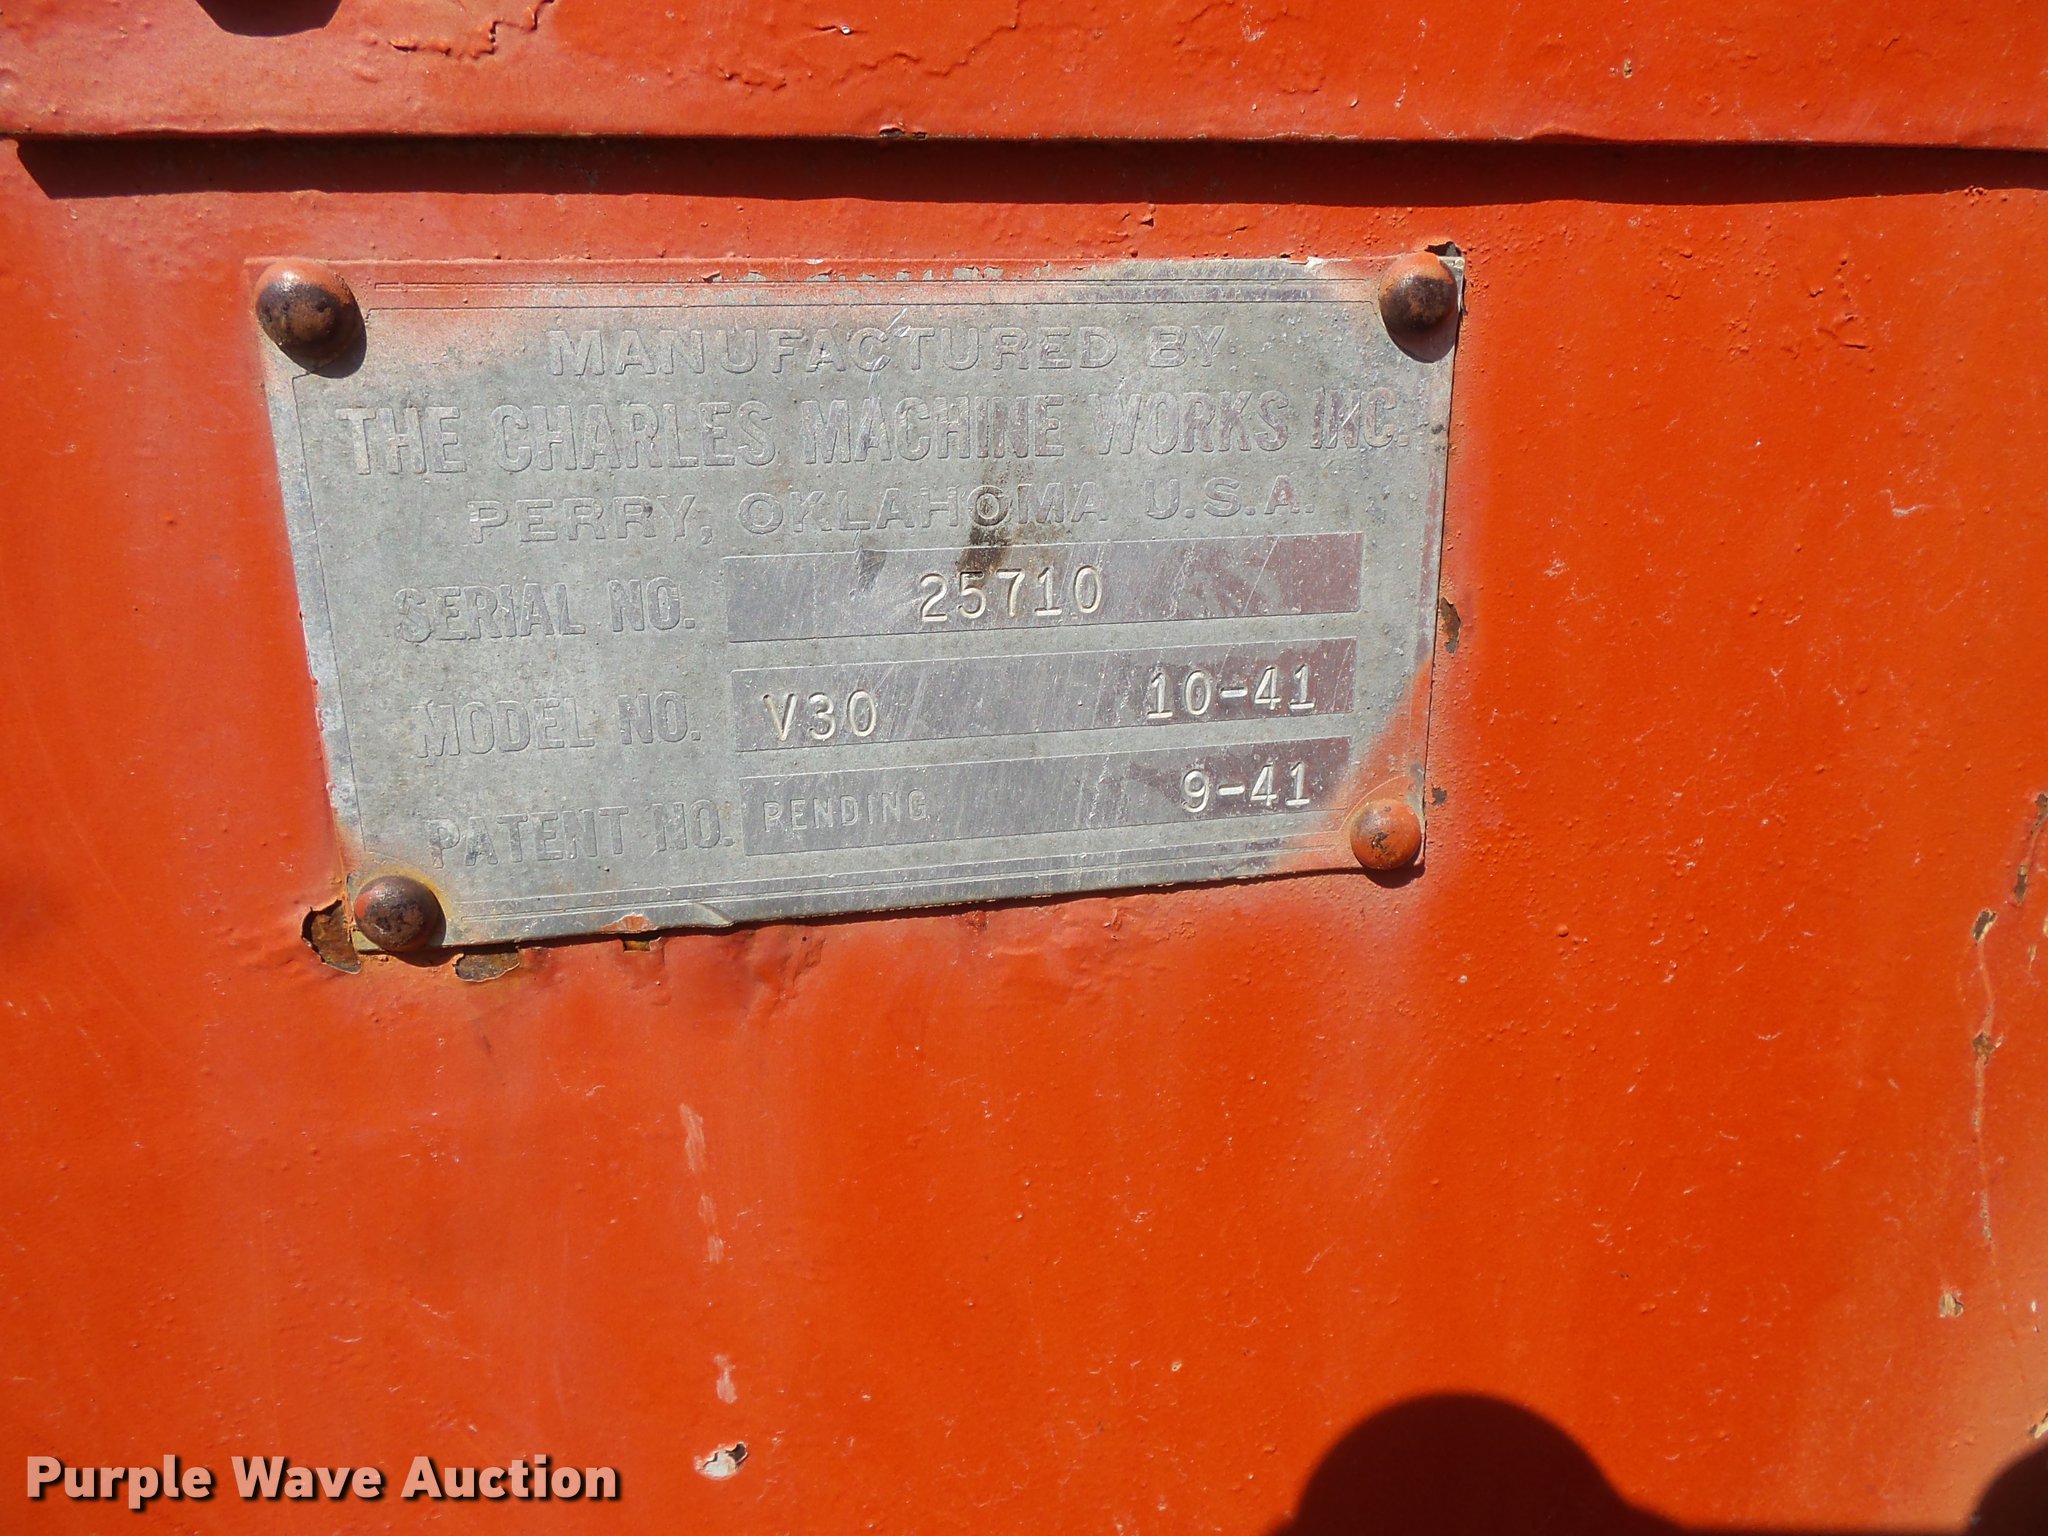 MANUFACTURED BY
THE CHARLES MACHINE WORKS INC.
PERRY, OKLAHOMA U.S.A.
SERIAL NO. 25710
MODEL NO. V30 10-41
PATENT NO. PENDING 9-41
Purple Wave Auction